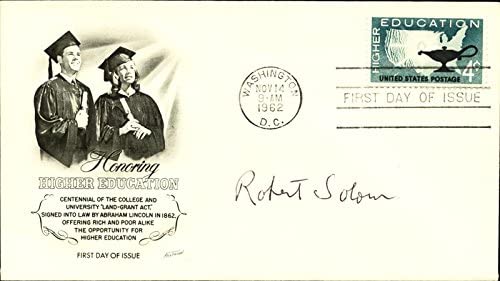 Honoring
HIGHER EDUCATION
CENTENNIAL OF THE COLLEGE AND
UNIVERSITY "LAND-GRANT ACT,"
SIGNED INTO LAW BY ABRAHAM LINCOLN IN 1862,
OFFERING RICH AND POOR ALIKE
THE OPPORTUNITY FOR
HIGHER EDUCATION
FIRST DAY OF ISSUE
WASHINGTON
NOV 14
9-AM
1962
D.C.
HIGHER EDUCATION
4¢
UNITED STATES POSTAGE
FIRST DAY OF ISSUE
Robert Solow